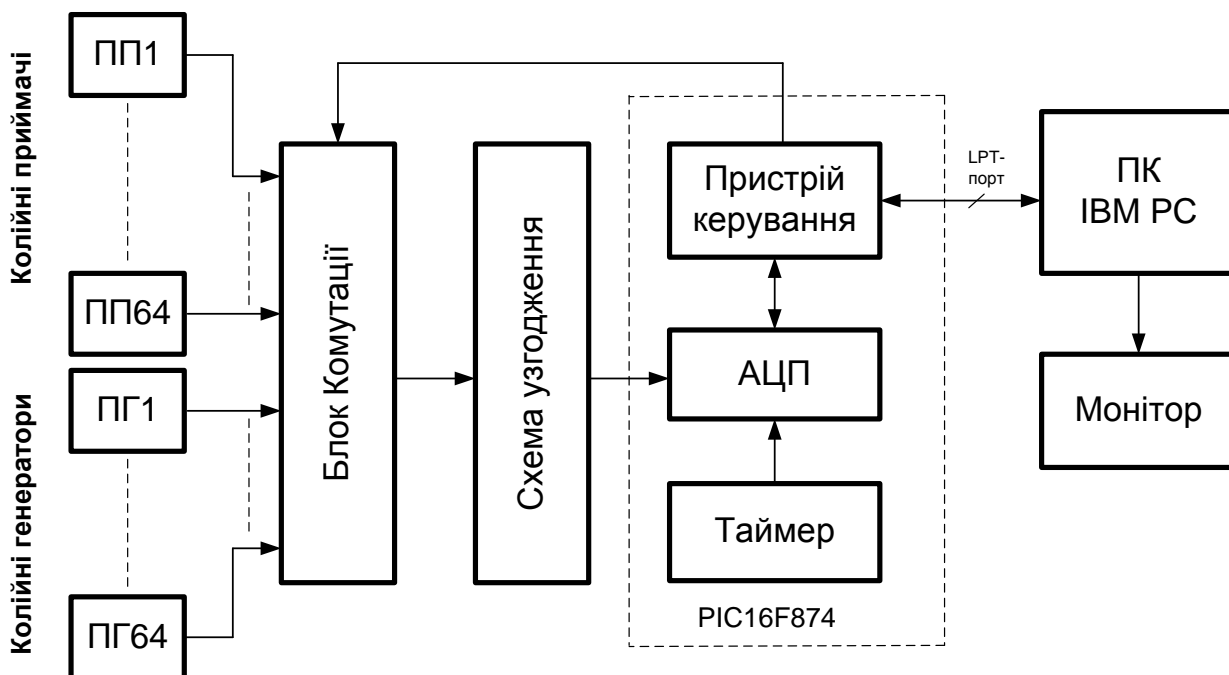 Колійні приймачі
ПП1
ПП64
Колійні генератори
ПГ1
ПГ64
Блок Комутації
Схема узгодження
Пристрій
керування
АЦП
Таймер
PIC16F874
LPT-
порт
ПК
IBM PC
Монітор